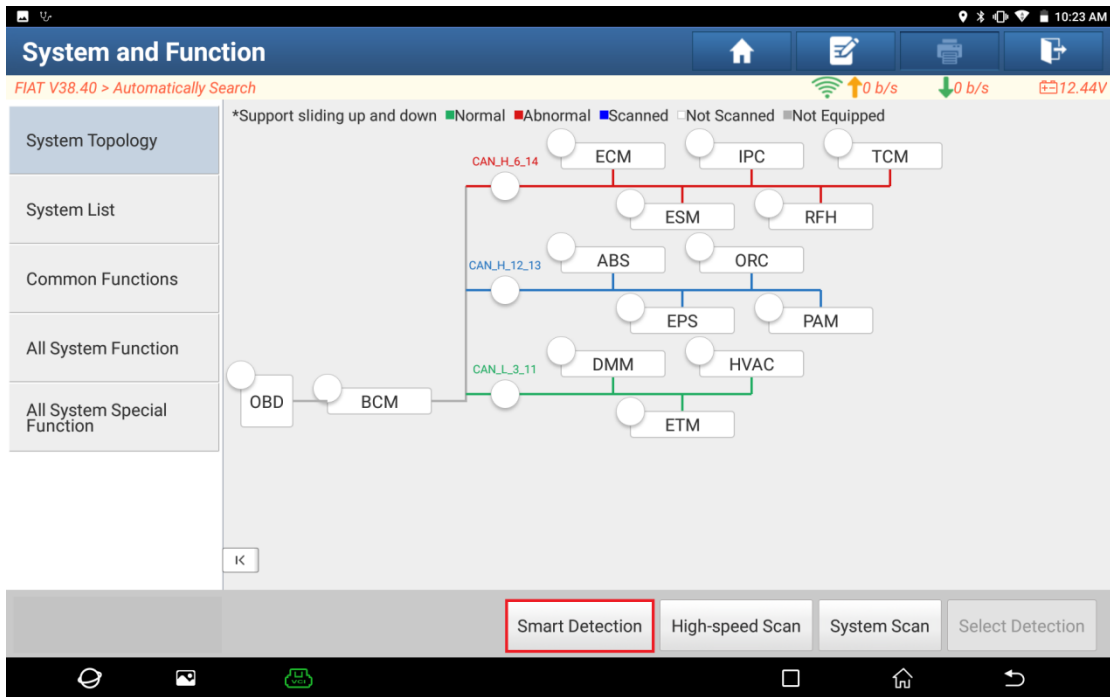 10:23 AM
System and Function
FIAT V38.40 > Automatically Search
0 b/s
0 b/s
12.44V
System Topology
System List
Common Functions
All System Function
All System Special
Function
*Support sliding up and down Normal Abnormal Scanned Not Scanned Not Equipped
CAN_H_6_14
ECM
IPC
TCM
ESM
RFH
CAN_H_12_13
ABS
ORC
EPS
PAM
CAN_L_3_11
DMM
HVAC
ETM
OBD
BCM
Smart Detection
High-speed Scan
System Scan
Select Detection
VCI